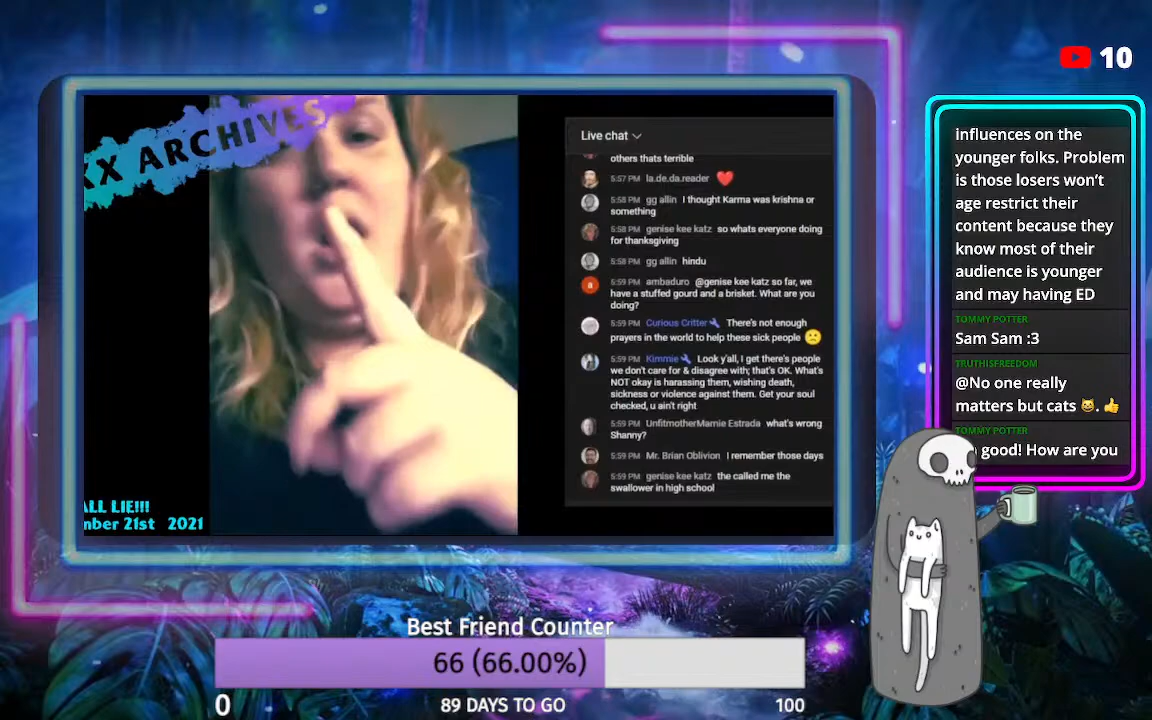 10
XX ARCHIVES
ALL LIE!!!
mber 21st 2021
Live chat
others thats terrible
5:57 PM la.de.da.reader ❤️
5:58 PM gg allin I thought Karma was krishna or
something
5:58 PM genise kee katz so whats everyone doing
for thanksgiving
5:58 PM gg allin hindu
a
5:59 PM ambaduro @genise kee katz so far, we
have a stuffed gourd and a brisket. What are you
doing?
5:59 PM Curious Critter There's not enough
prayers in the world to help these sick people 🙁
5:59 PM Kimmie Look y'all, I get there's people
we don't care for & disagree with; that's OK. What's
NOT okay is harassing them, wishing death,
sickness or violence against them. Get your soul
checked, u ain't right
5:59 PM UnfitmotherMarnie Estrada what's wrong
Shanny?
5:59 PM Mr. Brian Oblivion I remember those days
5:59 PM genise kee katz the called me the
swallower in high school
influences on the
younger folks. Problem
is those losers won't
age restrict their
content because they
know most of their
audience is younger
and may having ED
TOMMY POTTER
Sam Sam :3
TRUTHISFREEDOM
@No one really
matters but cats 😺. 👍
TOMMY POTTER
good! How are you
Best Friend Counter
66 (66.00%)
0
89 DAYS TO GO
100